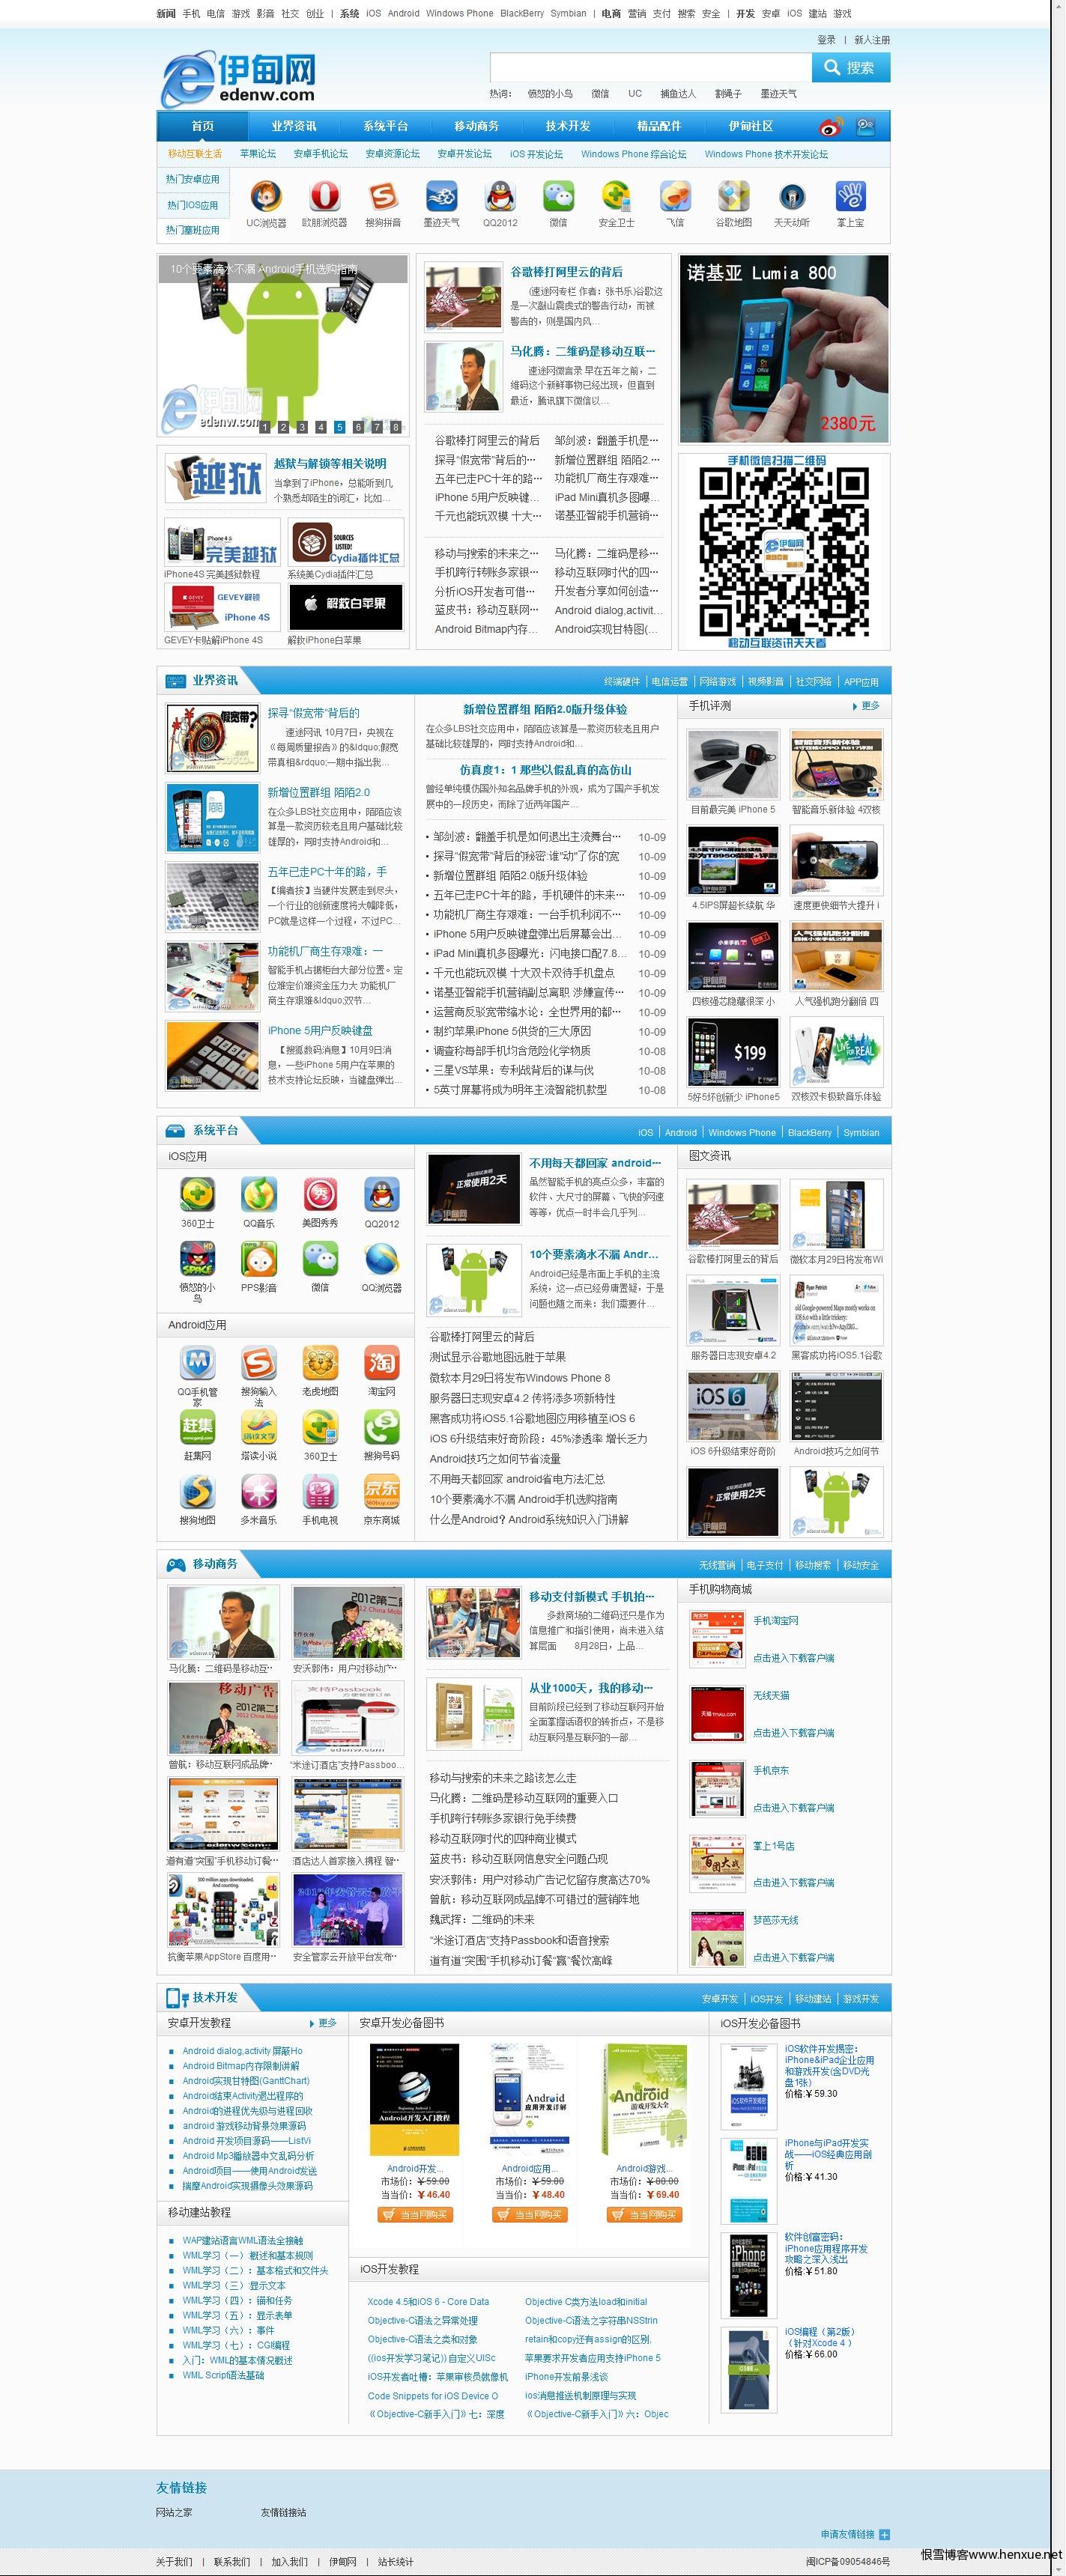 新闻 手机 电信 游戏 影音 社交 创业 | 系统 iOS Android Windows Phone BlackBerry Symbian | 电商 营销 支付 搜索 安全 | 开发 安卓 iOS 建站 游戏
登录 | 新人注册
伊甸网
edenw.com
搜索
热词: 愤怒的小鸟 微信 UC 捕鱼达人 割绳子 墨迹天气
首页 业界资讯 系统平台 移动商务 技术开发 精品配件 伊甸社区
移动互联生活 苹果论坛 安卓手机论坛 安卓资源论坛 安卓开发论坛 iOS 开发论坛 Windows Phone 综合论坛 Windows Phone 技术开发论坛
热门安卓应用
热门IOS应用
热门塞班应用
UC浏览器 欧朋浏览器 搜狗拼音 墨迹天气 QQ2012 微信 安全卫士 飞信 谷歌地图 天天动听 掌上宝
10个要素滴水不漏 Android手机选购指南
伊甸网
edenw.com
1 2 3 4 5 6 7 8
谷歌棒打阿里云的背后
(速途网专栏 作者：张书乐)谷歌这
是一次敲山震虎式的警告行动，而被
警告的，则是国内风...
马化腾：二维码是移动互联…
速途网微言录 早在五年之前，二
维码这个新鲜事物已经出现，但直到
最近，腾讯旗下微信以...
诺基亚 Lumia 800
2380元
越狱
越狱与解锁等相关说明
当拿到了iPhone，总能听到几
个熟悉却陌生的词汇，比如...
iPhone 4S
完美越狱
SOURCES
LISTED!
Cydia插件汇总
iPhone4S 完美越狱教程
系统美Cydia插件汇总
GEVEY解锁
iPhone 4S
解救白苹果
GEVEY卡贴解iPhone 4S
解救iPhone白苹果
谷歌棒打阿里云的背后
邹剑波：翻盖手机是…
探寻“假宽带”背后的…
新增位置群组 陌陌2.…
五年已走PC十年的路…
功能机厂商生存艰难…
iPhone 5用户反映键…
iPad Mini真机多图曝…
千元也能玩双模 十大…
诺基亚智能手机营销…
移动与搜索的未来之…
马化腾：二维码是移…
手机跨行转账多家银…
移动互联网时代的四…
分析iOS开发者可借…
开发者分享如何创造…
蓝皮书：移动互联网…
Android dialog,activit…
Android Bitmap内存…
Android实现甘特图(…
手机微信扫描二维码
伊甸网
移动互联资讯天天看
业界资讯
终端硬件 | 电信运营 | 网络游戏 | 视频影音 | 社交网络 | APP应用
假宽带?
探寻“假宽带”背后的
速途网讯 10月7日，央视在
《每周质量报告》的&ldquo;假宽
带真相&rdquo;一期中指出我...
新增位置群组 陌陌2.0
在众多LBS社交应用中，陌陌应该
算是一款资历较老且用户基础比较
雄厚的，同时支持Android和...
五年已走PC十年的路，手
【编者按】当硬件发展走到尽头，
一个行业的创新速度将大幅降低，
PC就是这样一个过程，不过PC...
功能机厂商生存艰难：一
智能手机占据柜台大部分位置。定
位难定价难资金压力大 功能机厂
商生存艰难&ldquo;双节...
iPhone 5用户反映键盘
【搜狐数码消息】10月9日消
息，一些iPhone 5用户在苹果的
技术支持论坛反映，当键盘弹出...
新增位置群组 陌陌2.0版升级体验
在众多LBS社交应用中，陌陌应该算是一款资历较老且用户
基础比较雄厚的，同时支持Android和...
仿真度1：1 那些以假乱真的高仿山
曾经单纯模仿国外知名品牌手机的外观，成为了国产手机发
展中的一段历史，而除了近两年国产...
• 邹剑波：翻盖手机是如何退出主流舞台… 10-09
• 探寻“假宽带”背后的秘密:谁“动”了你的宽 10-09
• 新增位置群组 陌陌2.0版升级体验 10-09
• 五年已走PC十年的路，手机硬件的未来… 10-09
• 功能机厂商生存艰难：一台手机利润不… 10-09
• iPhone 5用户反映键盘弹出后屏幕会出… 10-09
• iPad Mini真机多图曝光：闪电接口配7.8… 10-09
• 千元也能玩双模 十大双卡双待手机盘点 10-09
• 诺基亚智能手机营销副总离职 涉嫌宣传… 10-09
• 运营商反驳宽带缩水论：全世界用的都… 10-09
• 制约苹果iPhone 5供货的三大原因 10-09
• 调查称每部手机均含危险化学物质 10-08
• 三星VS苹果：专利战背后的谋与伐 10-08
• 5英寸屏幕将成为明年主流智能机款型 10-08
手机评测
更多
目前最完美 iPhone 5
智能音乐新体验 4双核
4.5IPS屏超长续航 华
速度更快细节大提升 i
四核强芯隐藏很深 小
人气强机跑分翻倍 四
$199
LIVE FOR REAL
5好5坏创新少 iPhone5
双核双卡极致音乐体验
系统平台
iOS | Android | Windows Phone | BlackBerry | Symbian
iOS应用
360卫士 QQ音乐 美图秀秀 QQ2012
愤怒的小鸟 PPS影音 微信 QQ浏览器
Android应用
QQ手机管家 搜狗输入法 老虎地图 淘宝网
赶集网 塔读小说 360卫士 搜狗号码
搜狗地图 多米音乐 手机电视 京东商城
正常使用2天
不用每天都回家 android…
虽然智能手机的亮点众多，丰富的
软件、大尺寸的屏幕、飞快的网速
等等，优点一时半会几乎列...
10个要素滴水不漏 Andr…
Android已经是市面上手机的主流
系统，这一点已经毋庸置疑，于是
问题也随之而来：我们需要什...
谷歌棒打阿里云的背后
测试显示谷歌地图远胜于苹果
微软本月29日将发布Windows Phone 8
服务器日志现安卓4.2 传将添多项新特性
黑客成功将iOS5.1谷歌地图应用移植至iOS 6
iOS 6升级结束好奇阶段：45%渗透率 增长乏力
Android技巧之如何节省流量
不用每天都回家 android省电方法汇总
10个要素滴水不漏 Android手机选购指南
什么是Android？Android系统知识入门讲解
图文资讯
谷歌棒打阿里云的背后
微软本月29日将发布Wi
服务器日志现安卓4.2
黑客成功将iOS5.1谷歌
iOS 6
iOS 6升级结束好奇阶
Android技巧之如何节
正常使用2天
移动商务
无线营销 | 电子支付 | 移动搜索 | 移动安全
马化腾：二维码是移动互…
安沃郭伟：用户对移动广…
曾航：移动互联网成品牌…
支持Passbook
“米途订酒店”支持Passboo…
道有道“突围”手机移动订餐…
酒店达人首家接入携程 智…
抗衡苹果AppStore 百度用…
安全管家云开放平台发布…
移动支付新模式 手机拍…
多数商场的二维码还只是作为
信息推广和指引使用，尚未进入结
算层面 8月28日，上品...
从业1000天，我的移动…
目前阶段已经到了移动互联网开始
全面掌握话语权的转折点，不是移
动互联网是互联网的一部...
移动与搜索的未来之路该怎么走
马化腾：二维码是移动互联网的重要入口
手机跨行转账多家银行免手续费
移动互联网时代的四种商业模式
蓝皮书：移动互联网信息安全问题凸现
安沃郭伟：用户对移动广告记忆留存度高达70%
曾航：移动互联网成品牌不可错过的营销阵地
魏武挥：二维码的未来
“米途订酒店”支持Passbook和语音搜索
道有道“突围”手机移动订餐“赢”餐饮高峰
手机购物商城
手机淘宝网
点击进入下载客户端
无线天猫
点击进入下载客户端
手机京东
点击进入下载客户端
掌上1号店
点击进入下载客户端
梦芭莎无线
点击进入下载客户端
技术开发
安卓开发 | iOS开发 | 移动建站 | 游戏开发
安卓开发教程
更多
Android dialog,activity 屏蔽Ho
Android Bitmap内存限制讲解
Android实现甘特图(GanttChart)
Android结束Activity退出程序的
Android的进程优先级与进程回收
android 游戏移动背景效果源码
Android 开发项目源码——ListVi
Android Mp3播放器中文乱码分析
Android项目——使用Android发送
揣摩Android实现摄像头效果源码
移动建站教程
WAP建站语言WML语法全接触
WML学习（一）:概述和基本规则
WML学习（二）：基本格式和文件头
WML学习（三）:显示文本
WML学习（四）：锚和任务
WML学习（五）：显示表单
WML学习（六）：事件
WML学习（七）：CGI编程
入门：WML的基本情况概述
WML Script语法基础
安卓开发必备图书
Android开发入门教程
Android应用开发详解
Android游戏开发大全
Android开发...
市场价：￥59.00
当当价：￥46.40
当当网购买
Android应用...
市场价：￥59.80
当当价：￥48.40
当当网购买
Android游戏...
市场价：￥88.00
当当价：￥69.40
当当网购买
iOS开发教程
Xcode 4.5和iOS 6 - Core Data
Objective C类方法load和initial
Objective-C语法之异常处理
Objective-C语法之字符串NSStrin
Objective-C语法之类和对象
retain和copy还有assign的区别,
((ios开发学习笔记)) 自定义UISc
苹果要求开发者应用支持iPhone 5
iOS开发者吐槽：苹果审核员就像机
iPhone开发前景浅谈
Code Snippets for iOS Device O
ios消息推送机制原理与实现
《Objective-C新手入门》七：深度
《Objective-C新手入门》六：Objec
iOS开发必备图书
iOS软件开发揭密：
iPhone&iPad企业应用
和游戏开发(含DVD光
盘1张)
价格:￥59.30
iPhone与iPad开发实
战——iOS经典应用剖
析
价格:￥41.30
软件创富密码：
iPhone应用程序开发
攻略之深入浅出
价格:￥51.80
iOS编程（第2版）
（针对Xcode 4 ）
价格:￥66.00
友情链接
网站之家 友情链接站
申请友情链接
关于我们 | 联系我们 | 加入我们 | 伊甸网 | 站长统计
闽ICP备09054846号
恨雪博客www.henxue.net